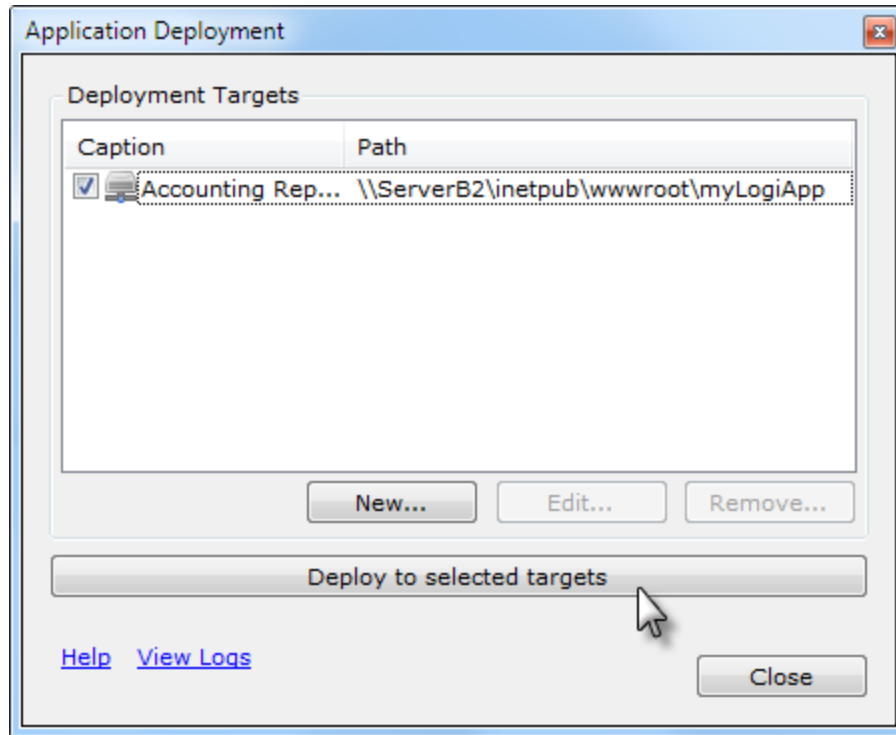 Application Deployment
Deployment Targets
Caption Path
Accounting Rep... \\ServerB2\inetpub\wwwroot\myLogiApp
New... Edit... Remove...
Deploy to selected targets
Help View Logs
Close